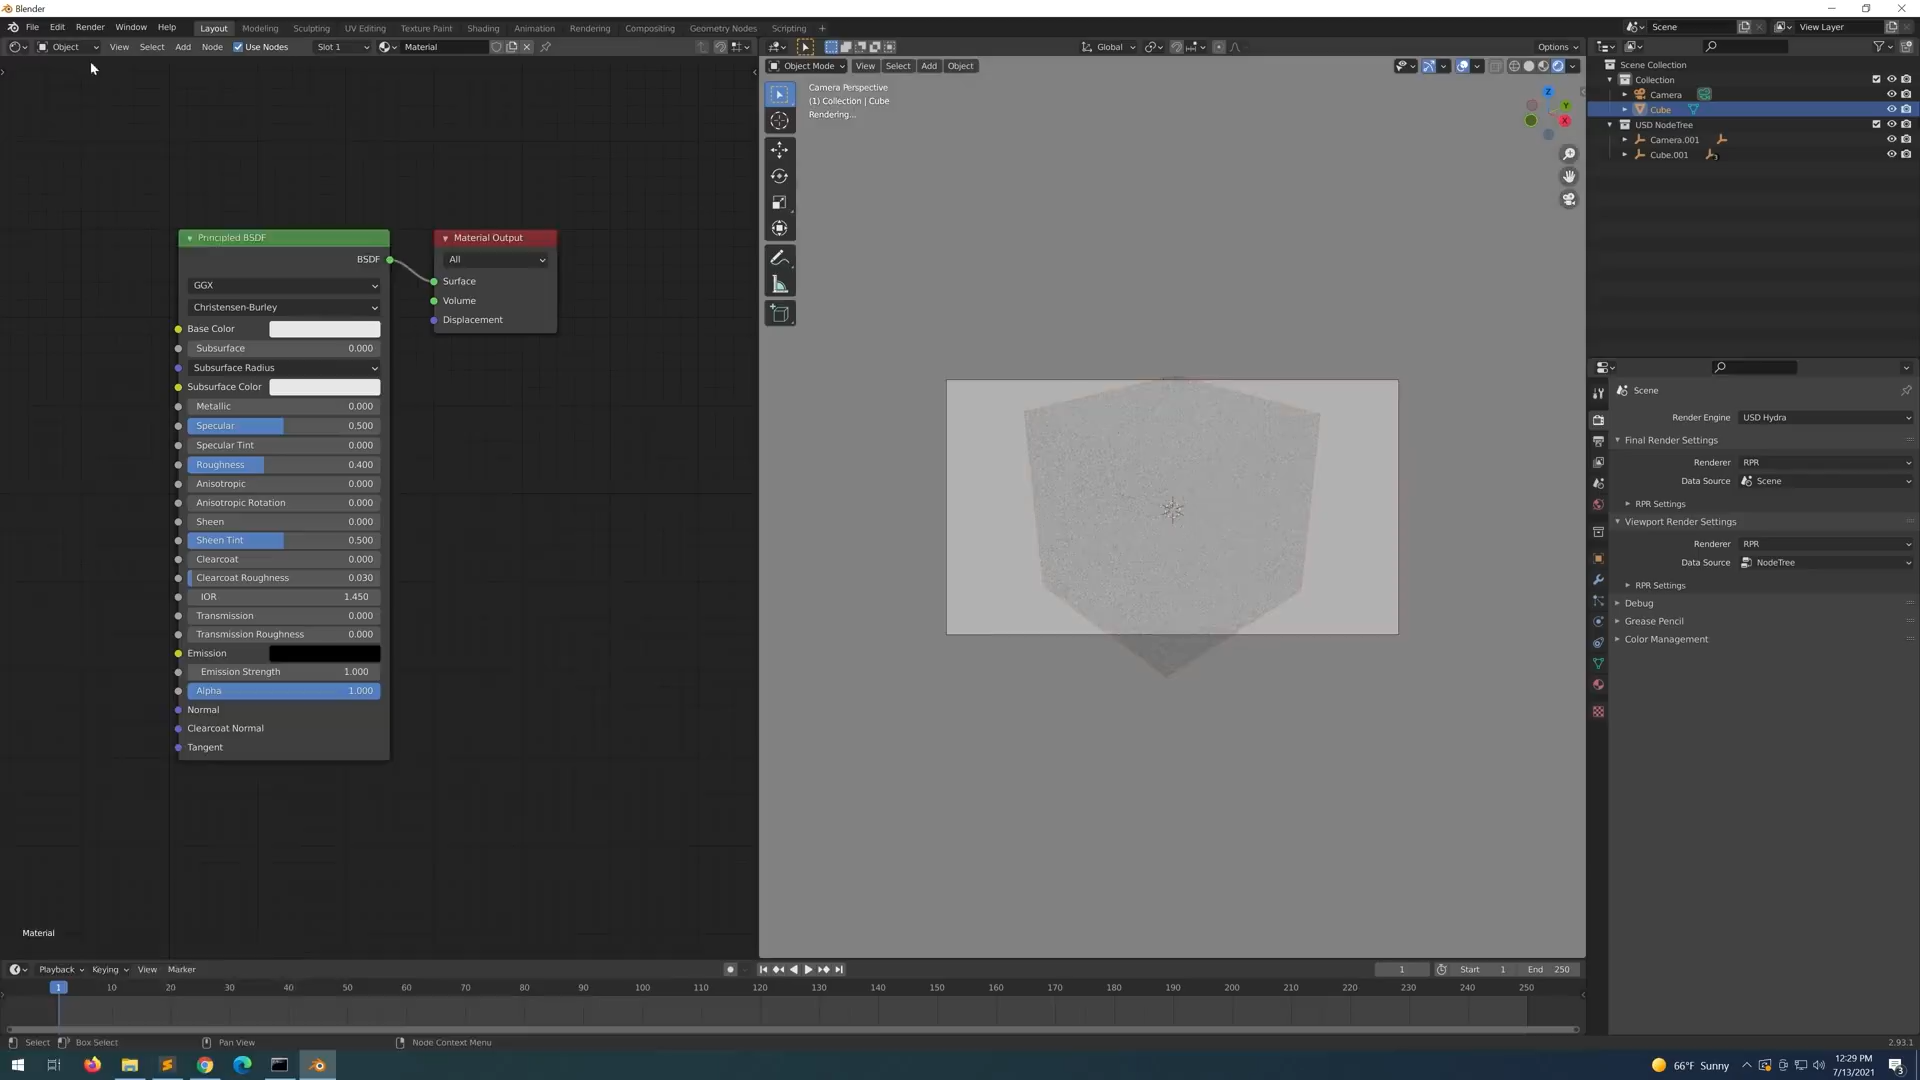 Blender
File Edit Render Window Help Layout Modeling Sculpting UV Editing Texture Paint Shading Animation Rendering Compositing Geometry Nodes Scripting + Scene View Layer
Object View Select Add Node Use Nodes Slot 1 Material Global Options
Object Mode View Select Add Object
Camera Perspective
(1) Collection | Cube
Rendering...
Z
Y
X
Scene Collection
Collection
Camera
Cube
USD NodeTree
Camera.001
Cube.001
Principled BSDF
BSDF
GGX
Christensen-Burley
Base Color
Subsurface 0.000
Subsurface Radius
Subsurface Color
Metallic 0.000
Specular 0.500
Specular Tint 0.000
Roughness 0.400
Anisotropic 0.000
Anisotropic Rotation 0.000
Sheen 0.000
Sheen Tint 0.500
Clearcoat 0.000
Clearcoat Roughness 0.030
IOR 1.450
Transmission 0.000
Transmission Roughness 0.000
Emission
Emission Strength 1.000
Alpha 1.000
Normal
Clearcoat Normal
Tangent
Material Output
All
Surface
Volume
Displacement
Scene
Render Engine USD Hydra
Final Render Settings
Renderer RPR
Data Source Scene
RPR Settings
Viewport Render Settings
Renderer RPR
Data Source NodeTree
RPR Settings
Debug
Grease Pencil
Color Management
Material
Playback Keying View Marker 1 Start 1 End 250
1 10 20 30 40 50 60 70 80 90 100 110 120 130 140 150 160 170 180 190 200 210 220 230 240 250
Select Box Select Pan View Node Context Menu 2.93.1
66°F Sunny 12:29 PM
7/13/2021
3